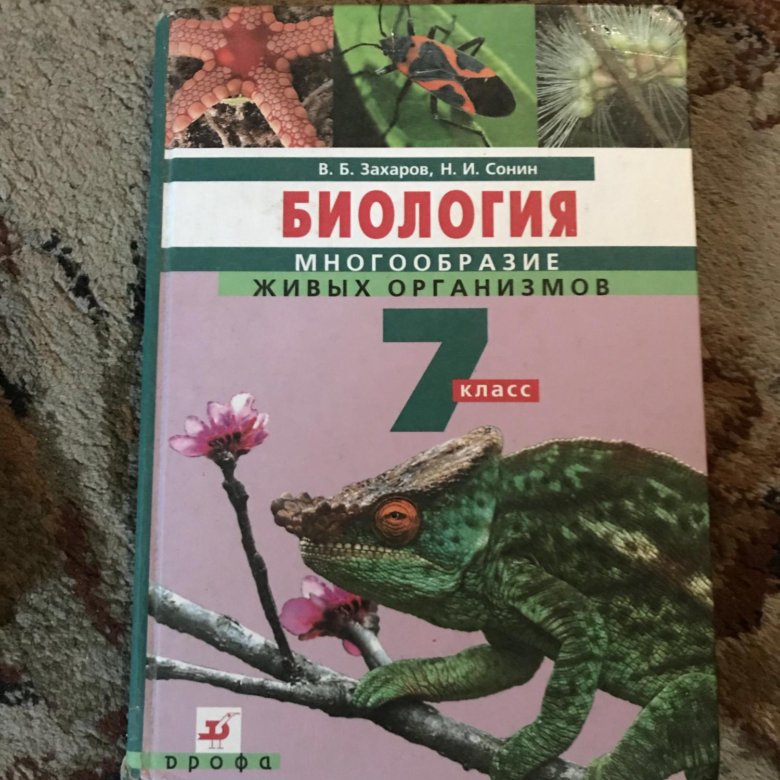 В. Б. Захаров, Н. И. Сонин
БИОЛОГИЯ
МНОГООБРАЗИЕ
ЖИВЫХ ОРГАНИЗМОВ
7
класс
дрофа